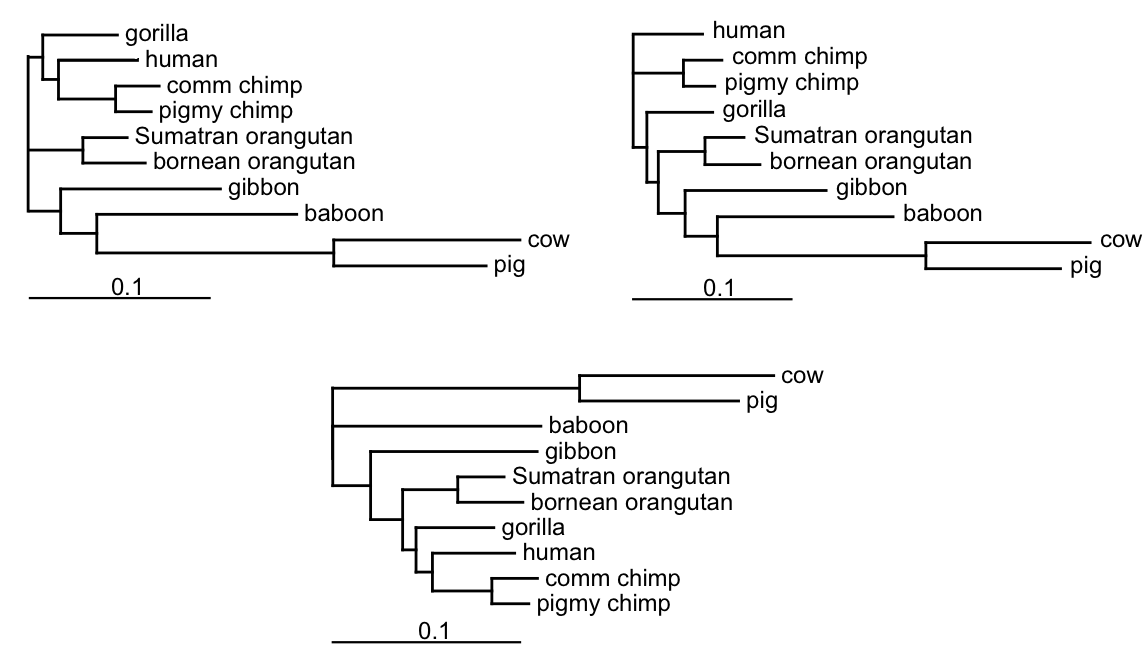 gorilla
human
comm chimp
pigmy chimp
Sumatran orangutan
bornean orangutan
gibbon
baboon
cow
pig
0.1
human
comm chimp
pigmy chimp
gorilla
Sumatran orangutan
bornean orangutan
gibbon
baboon
cow
pig
0.1
cow
pig
baboon
gibbon
Sumatran orangutan
bornean orangutan
gorilla
human
comm chimp
pigmy chimp
0.1